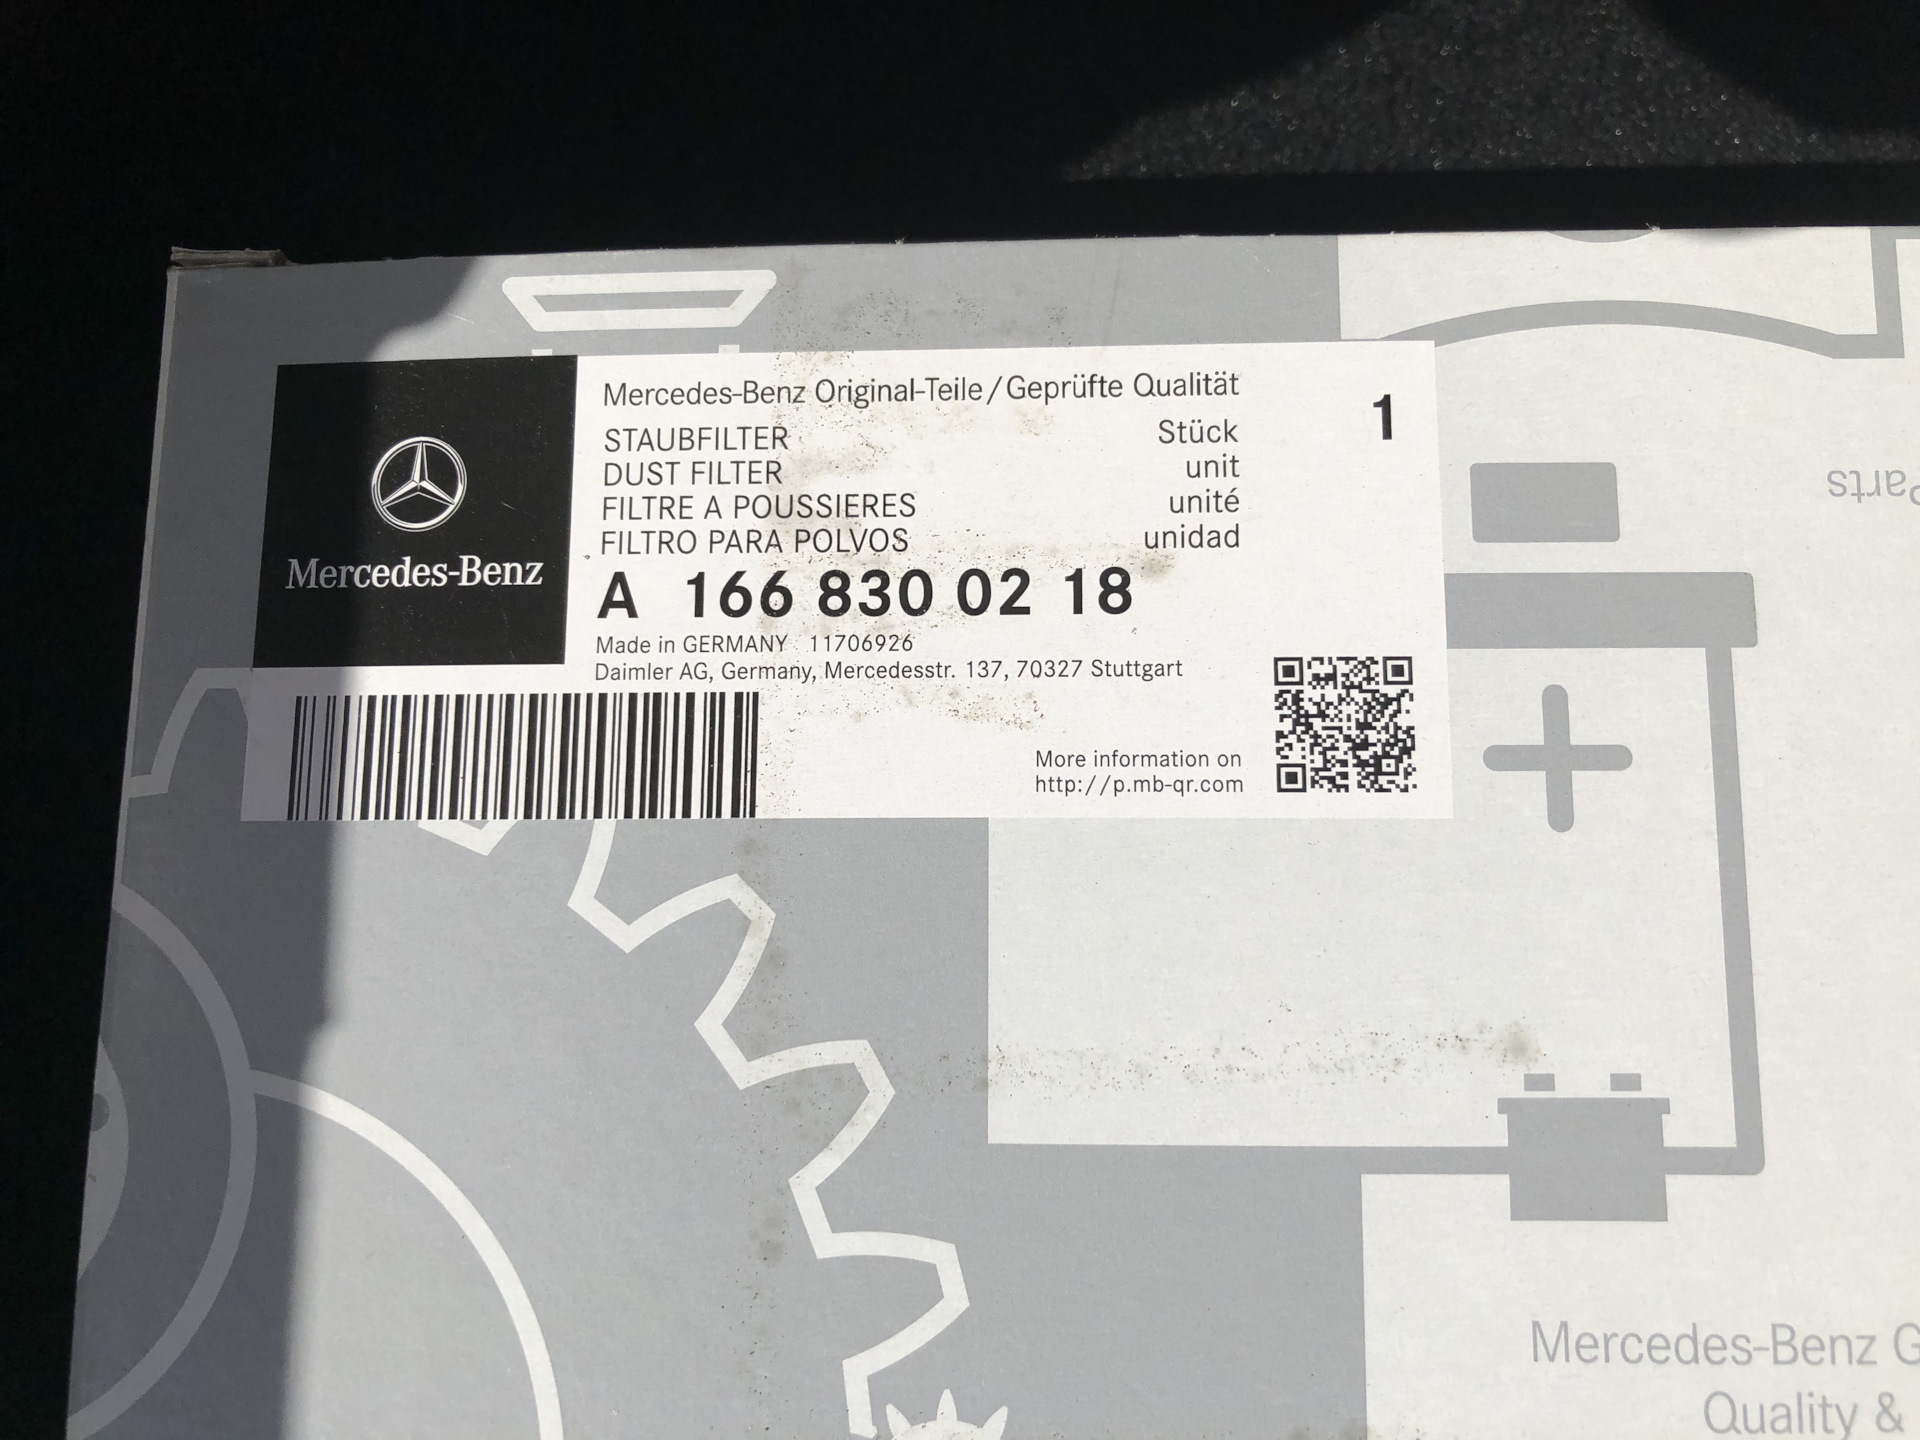 Mercedes-Benz Original-Teile/Geprüfte Qualität
1
STAUBFILTER Stück
DUST FILTER unit
FILTRE A POUSSIERES unité
FILTRO PARA POLVOS unidad
A 166 830 02 18
Mercedes-Benz
Made in GERMANY 11706926
Daimler AG, Germany, Mercedesstr. 137, 70327 Stuttgart
More information on
http://p.mb-qr.com
Parts
Mercedes-Benz G
Quality &